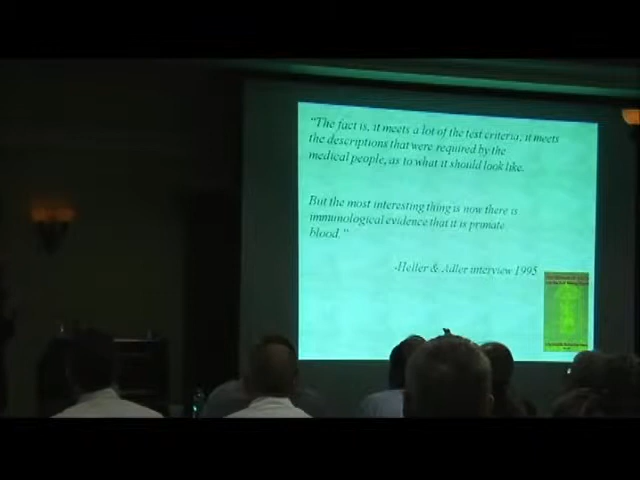 "The fact is, it meets a lot of the test criteria, it meets
the descriptions that were required by the
medical people, as to what it should look like.
But the most interesting thing is now there is
immunological evidence that it is primate
blood."
-Heller & Adler interview 1995